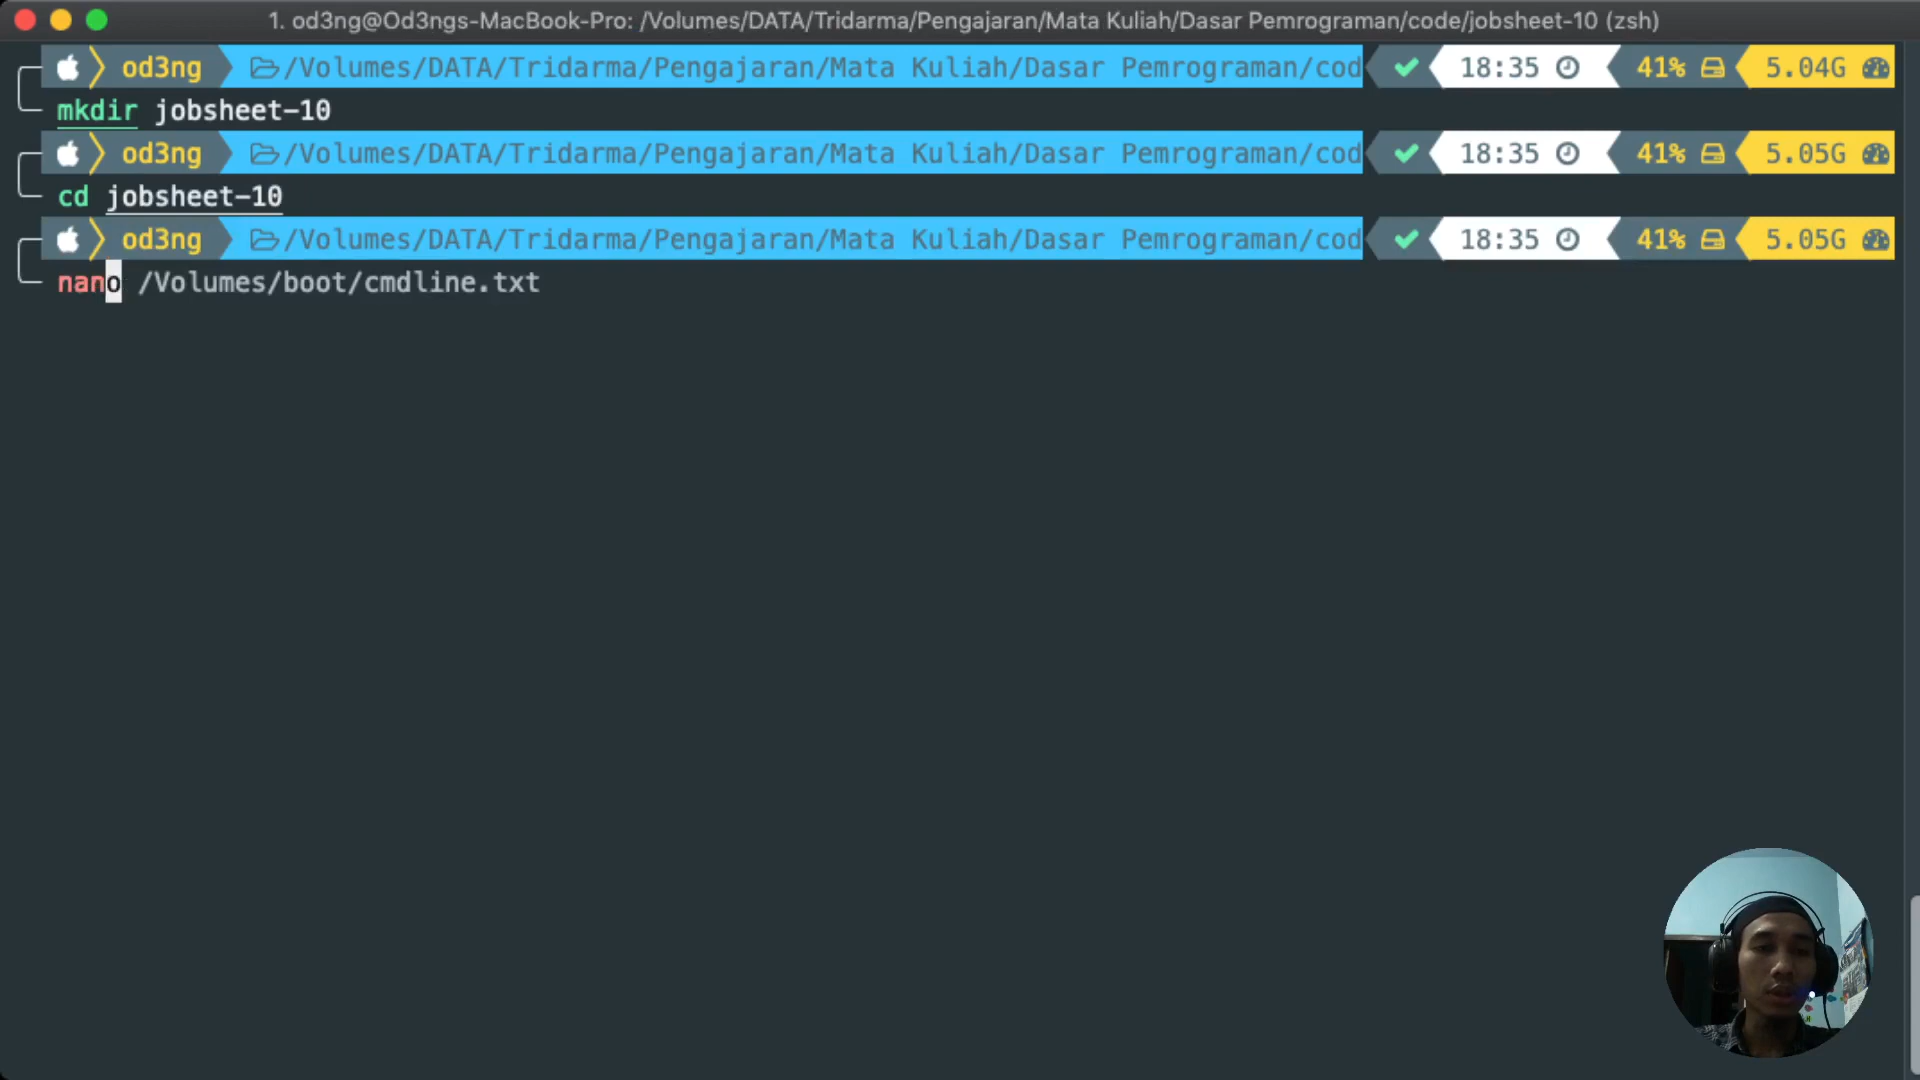 1. od3ng@Od3ngs-MacBook-Pro: /Volumes/DATA/Tridarma/Pengajaran/Mata Kuliah/Dasar Pemrograman/code/jobsheet-10 (zsh)
od3ng /Volumes/DATA/Tridarma/Pengajaran/Mata Kuliah/Dasar Pemrograman/cod 18:35 41% 5.04G
mkdir jobsheet-10
od3ng /Volumes/DATA/Tridarma/Pengajaran/Mata Kuliah/Dasar Pemrograman/cod 18:35 41% 5.05G
cd jobsheet-10
od3ng /Volumes/DATA/Tridarma/Pengajaran/Mata Kuliah/Dasar Pemrograman/cod 18:35 41% 5.05G
nano /Volumes/boot/cmdline.txt